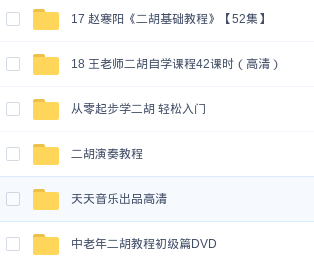 17 赵寒阳《二胡基础教程》【52集】
18 王老师二胡自学课程42课时（高清）
从零起步学二胡 轻松入门
二胡演奏教程
天天音乐出品高清
中老年二胡教程初级篇DVD